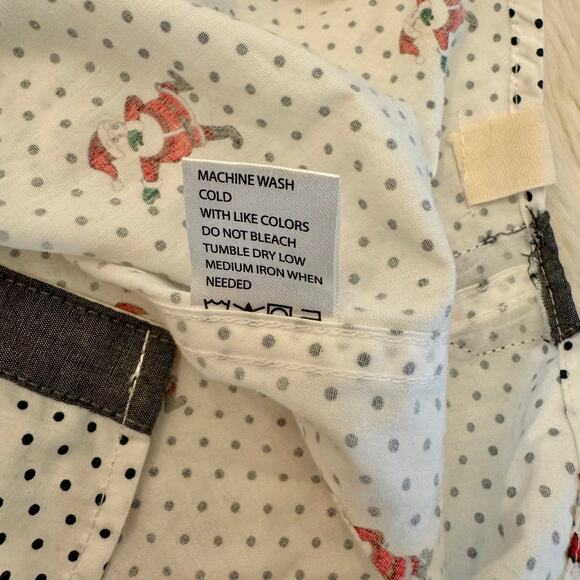 MACHINE WASH
COLD
WITH LIKE COLORS
DO NOT BLEACH
TUMBLE DRY LOW
MEDIUM IRON WHEN
NEEDED